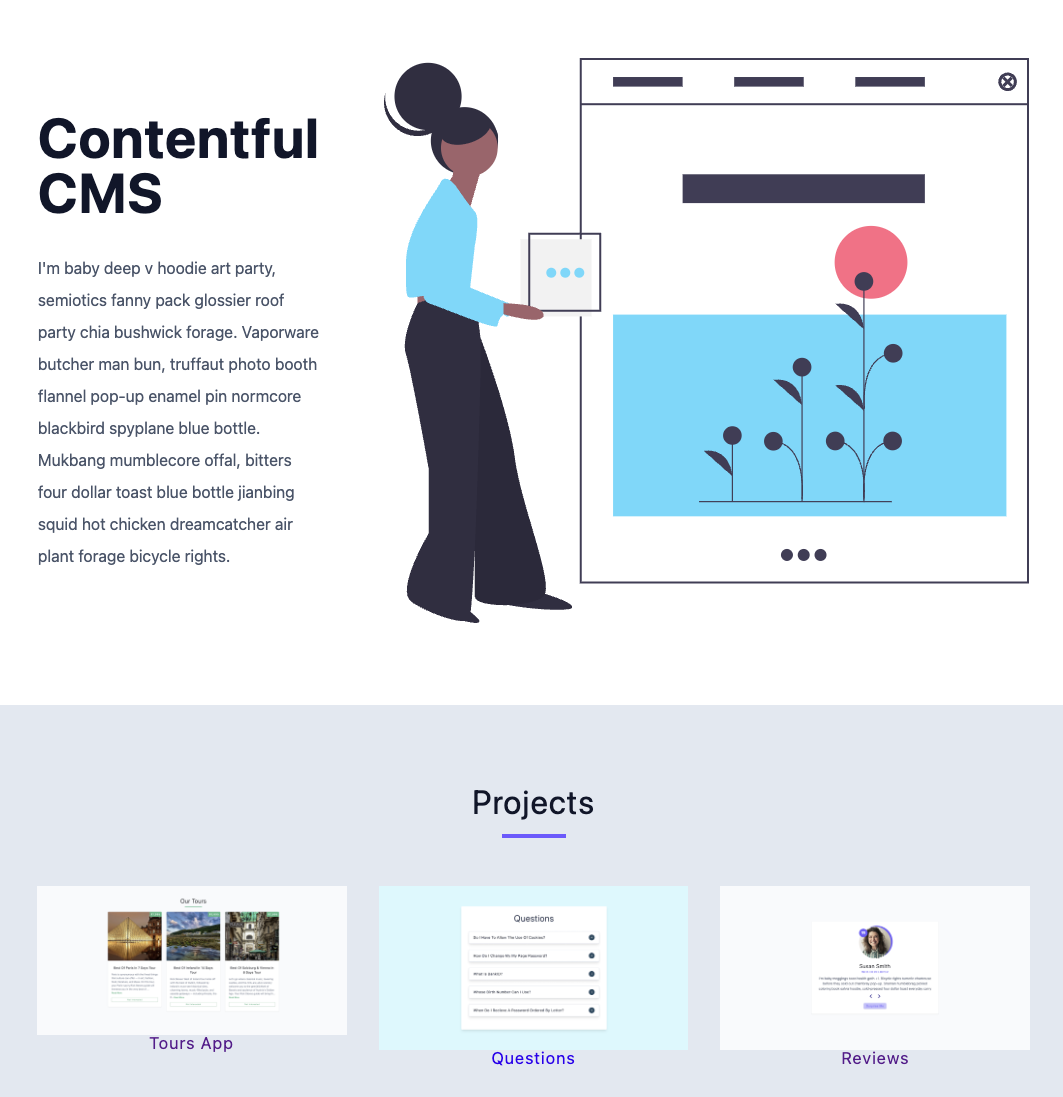 Contentful
CMS
I'm baby deep v hoodie art party,
semiotics fanny pack glossier roof
party chia bushwick forage. Vaporware
butcher man bun, truffaut photo booth
flannel pop-up enamel pin normcore
blackbird spyplane blue bottle.
Mukbang mumblecore offal, bitters
four dollar toast blue bottle jianbing
squid hot chicken dreamcatcher air
plant forage bicycle rights.
Projects
Our Tours
Questions
Do I Have To Allow The Use Of Cookies?
How Do I Change My My Page Password?
What Is BankID?
Whose Birth Number Can I Use?
When Do I Recieve A Password Ordered By Letter?
Susan Smith
Tours App
Questions
Reviews